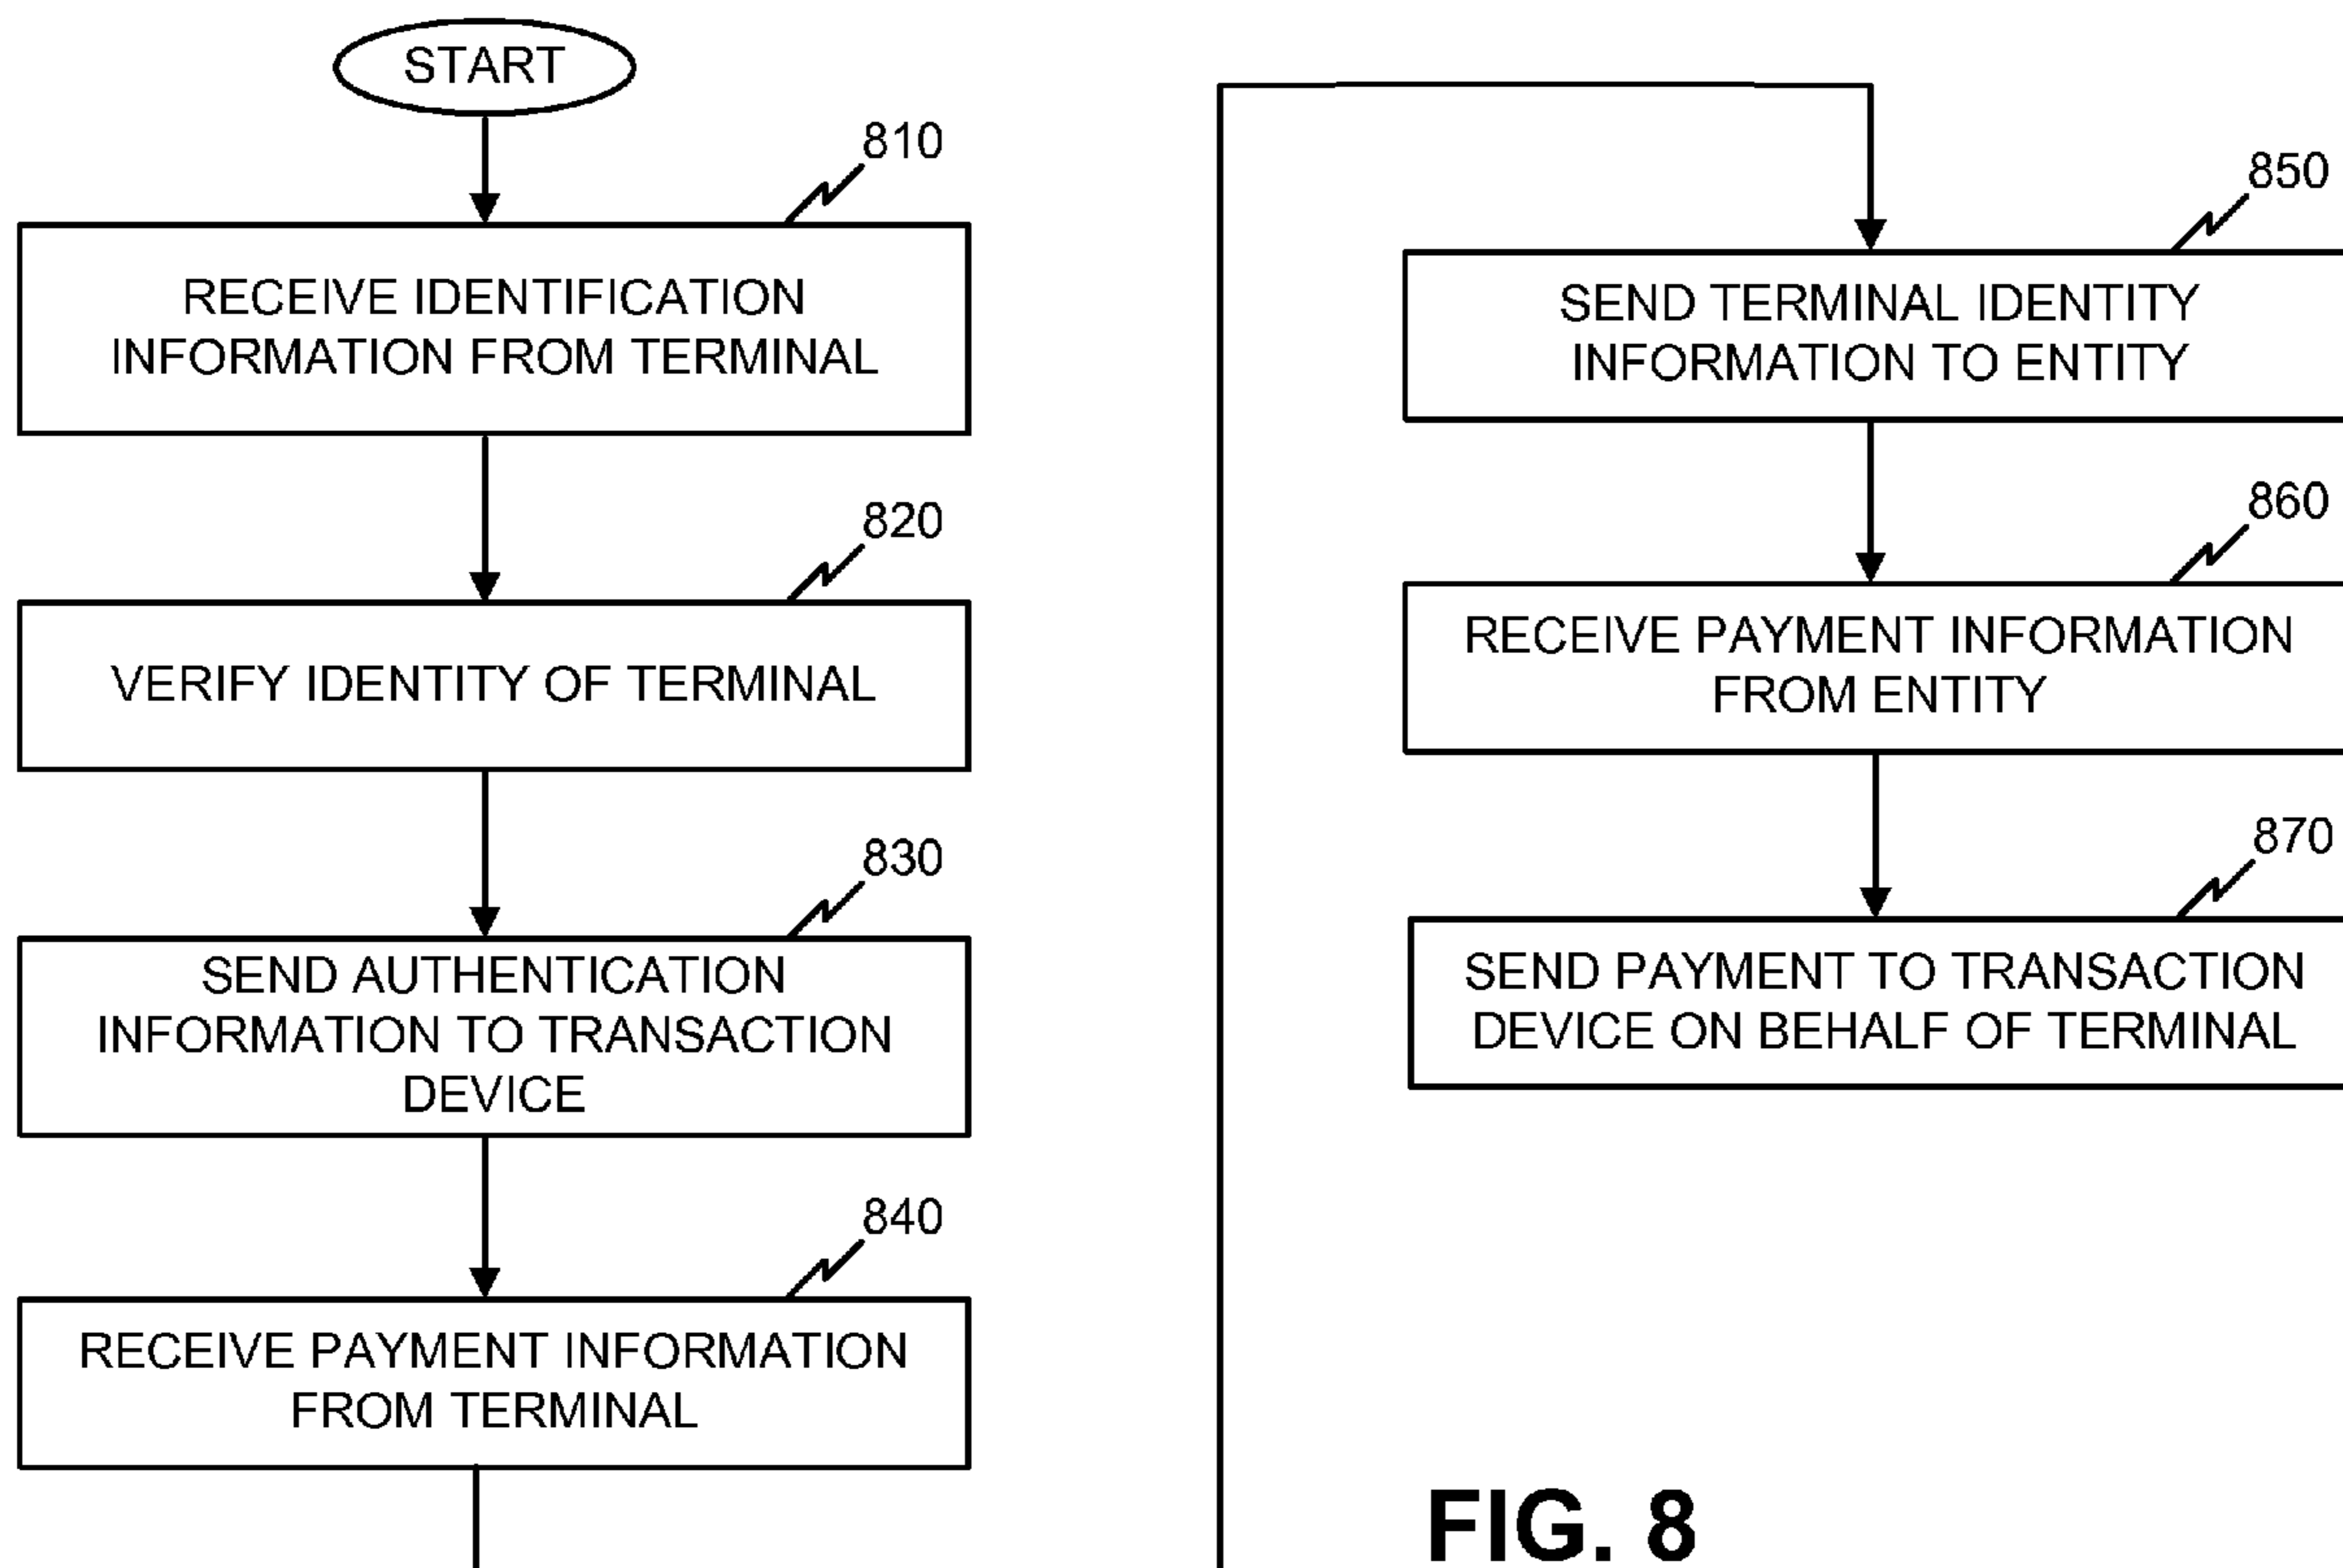 START
810
RECEIVE IDENTIFICATION
INFORMATION FROM TERMINAL
820
VERIFY IDENTITY OF TERMINAL
830
SEND AUTHENTICATION
INFORMATION TO TRANSACTION
DEVICE
840
RECEIVE PAYMENT INFORMATION
FROM TERMINAL
850
SEND TERMINAL IDENTITY
INFORMATION TO ENTITY
860
RECEIVE PAYMENT INFORMATION
FROM ENTITY
870
SEND PAYMENT TO TRANSACTION
DEVICE ON BEHALF OF TERMINAL
FIG. 8